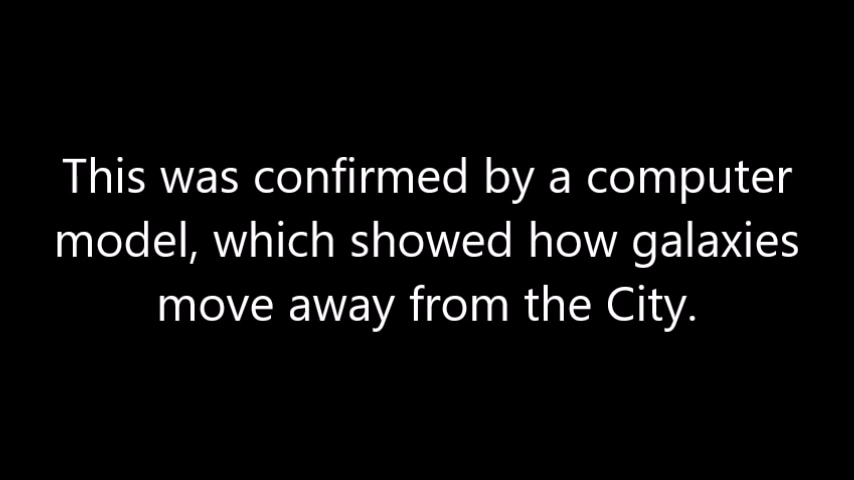 This was confirmed by a computer
model, which showed how galaxies
move away from the City.